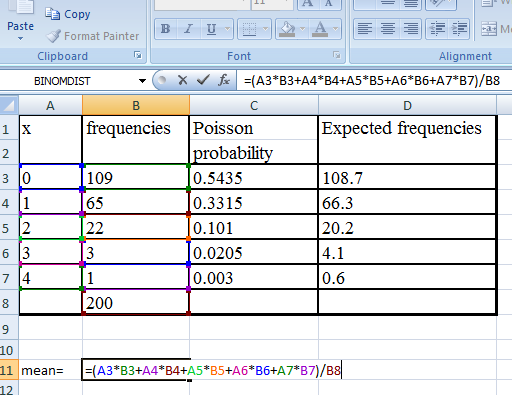 Paste
Copy
Format Painter
Clipboard
11
A A
B I U
Font
Alignment
BINOMDIST
fx
=(A3*B3+A4*B4+A5*B5+A6*B6+A7*B7)/B8
A B C D
1 x frequencies Poisson Expected frequencies
2 probability
3 0 109 0.5435 108.7
4 1 65 0.3315 66.3
5 2 22 0.101 20.2
6 3 3 0.0205 4.1
7 4 1 0.003 0.6
8 200
9
10
11 mean= =(A3*B3+A4*B4+A5*B5+A6*B6+A7*B7)/B8
12